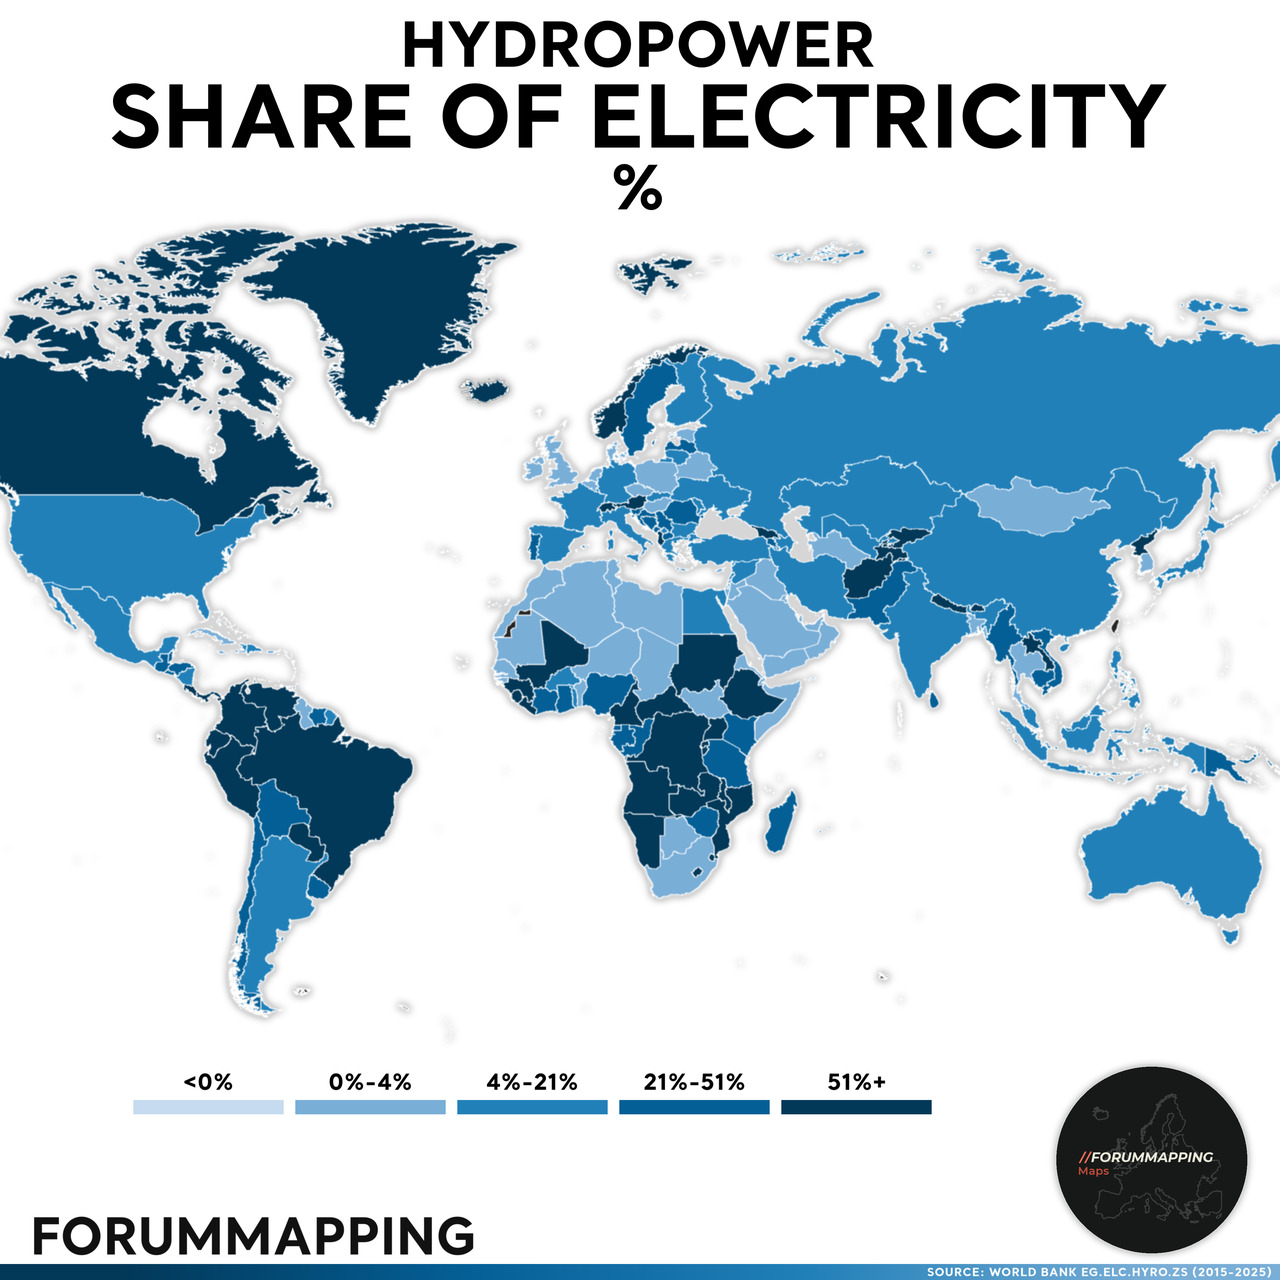 HYDROPOWER
SHARE OF ELECTRICITY
%
<0% 0%-4% 4%-21% 21%-51% 51%+
//FORUMMAPPING
Maps
FORUMMAPPING
SOURCE: WORLD BANK EG.ELC.HYRO.ZS (2015-2025)